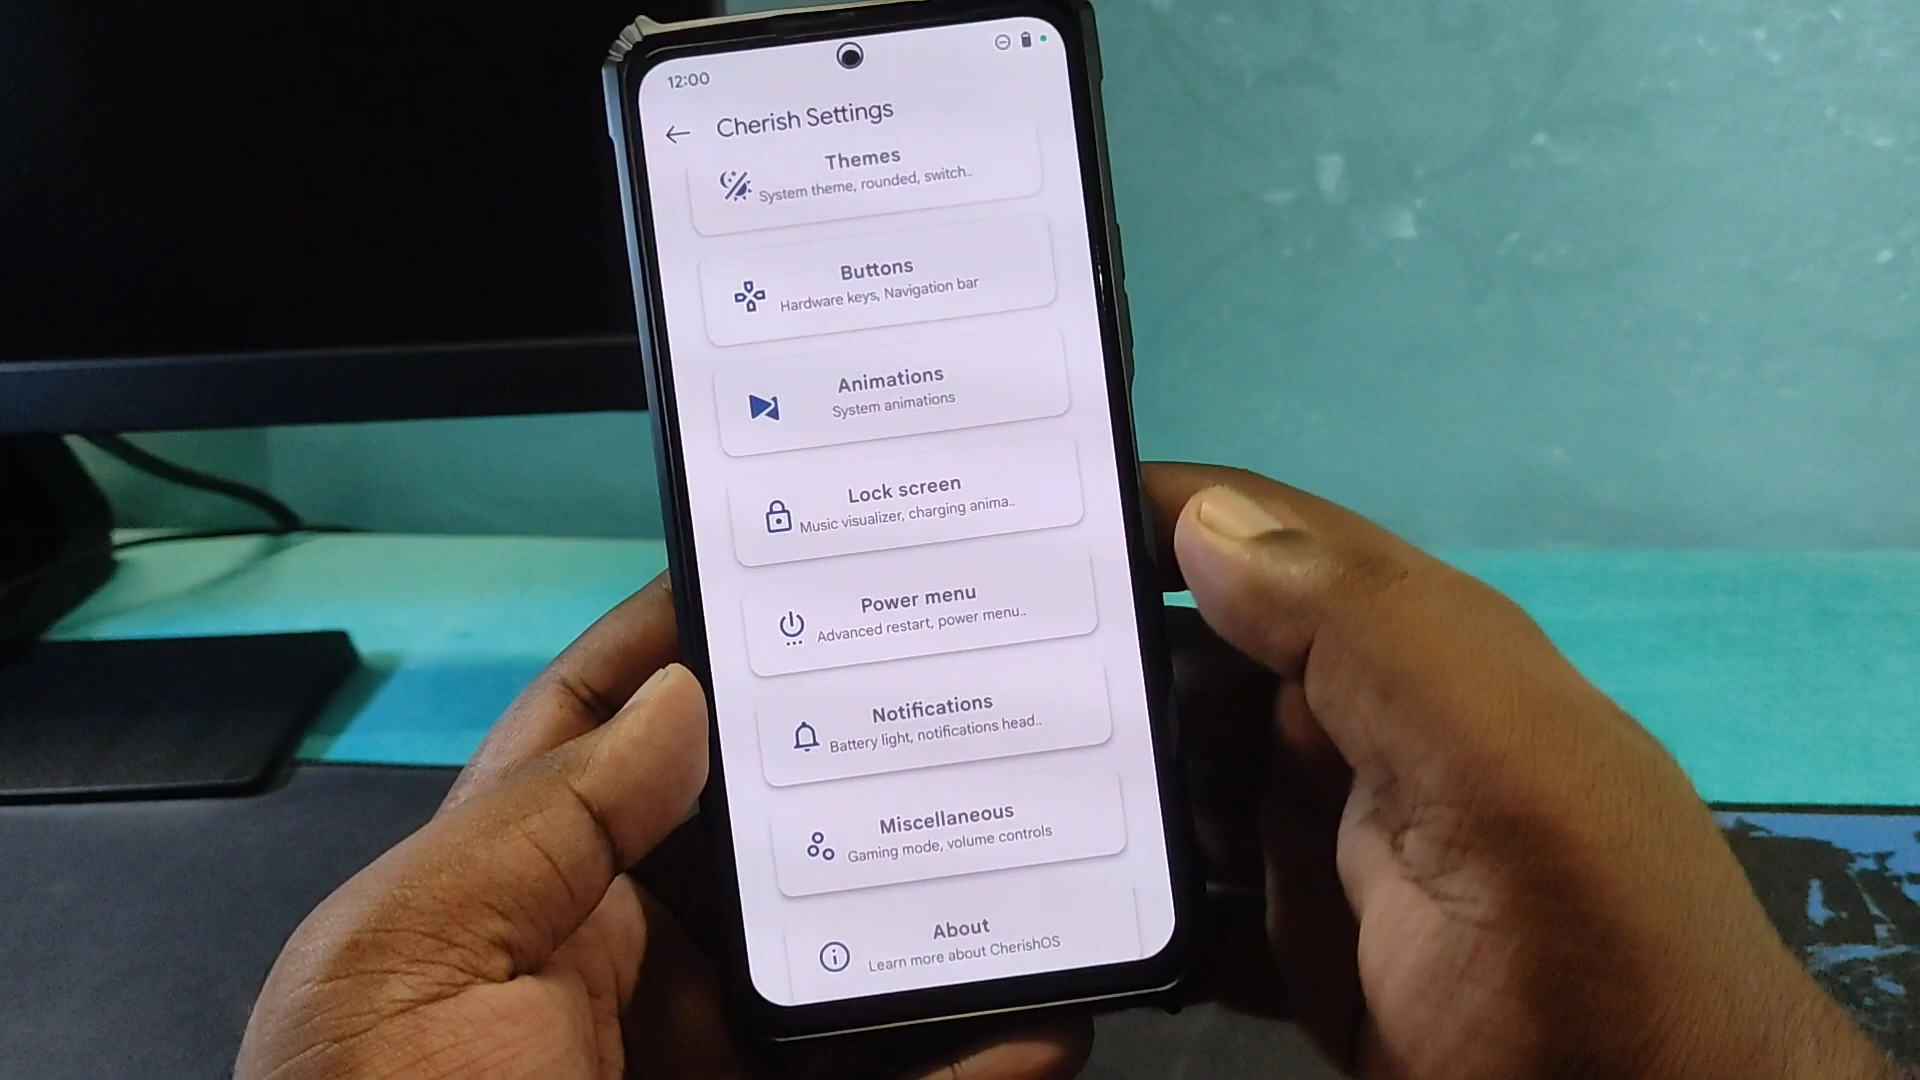 12:00
Cherish Settings
Themes
System theme, rounded, switch..
Buttons
Hardware keys, Navigation bar
Animations
System animations
Lock screen
Music visualizer, charging anima..
Power menu
Advanced restart, power menu..
Notifications
Battery light, notifications head..
Miscellaneous
Gaming mode, volume controls
About
Learn more about CherishOS